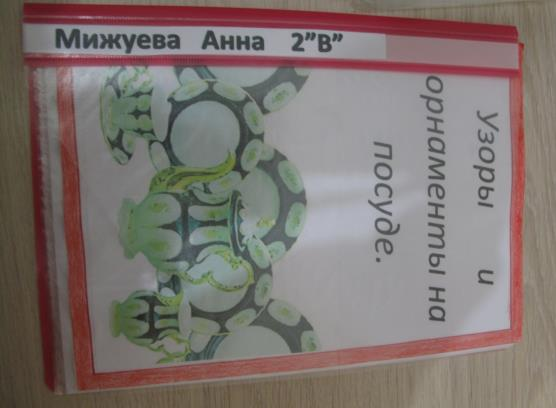 Мижуева Анна 2”В”
Узоры и
орнаменты на
посуде.